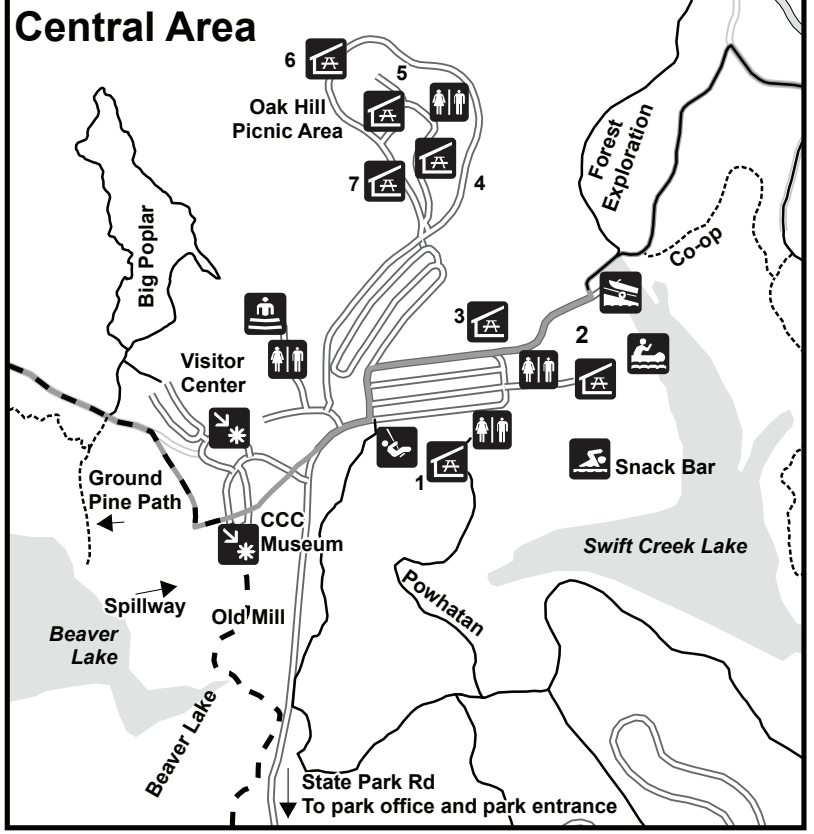 Central Area
6
5
Oak Hill
Picnic Area
7
4
Forest
Exploration
Co-op
Big Poplar
3
2
Visitor
Center
Snack Bar
1
Ground
Pine Path
CCC
Museum
Swift Creek Lake
Spillway
Old Mill
Powhatan
Beaver
Lake
Beaver Lake
State Park Rd
To park office and park entrance